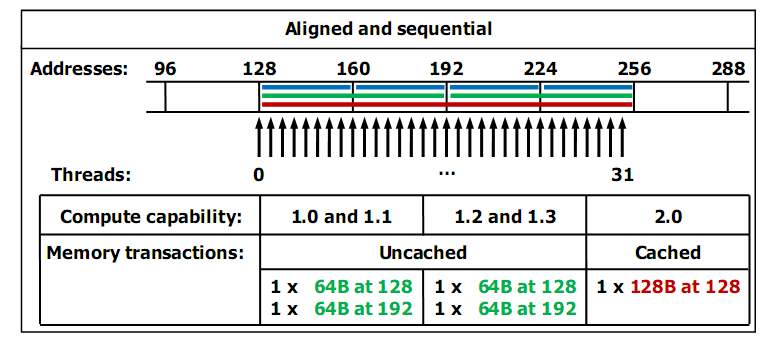 Aligned and sequential
Addresses: 96 128 160 192 224 256 288
Threads: 0 ... 31
Compute capability: 1.0 and 1.1 1.2 and 1.3 2.0
Memory transactions: Uncached Cached
1 x 64B at 128 1 x 64B at 128 1 x 128B at 128
1 x 64B at 192 1 x 64B at 192